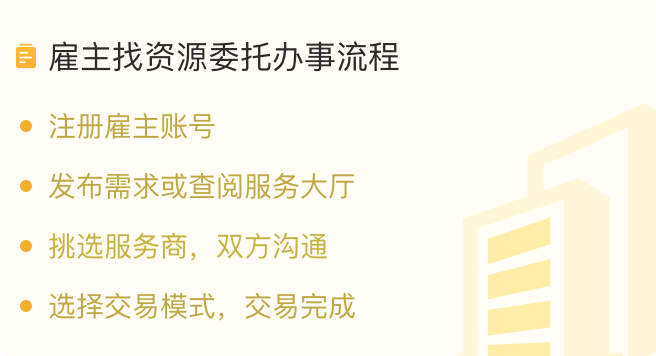 雇主找资源委托办事流程
注册雇主账号
发布需求或查阅服务大厅
挑选服务商，双方沟通
选择交易模式，交易完成